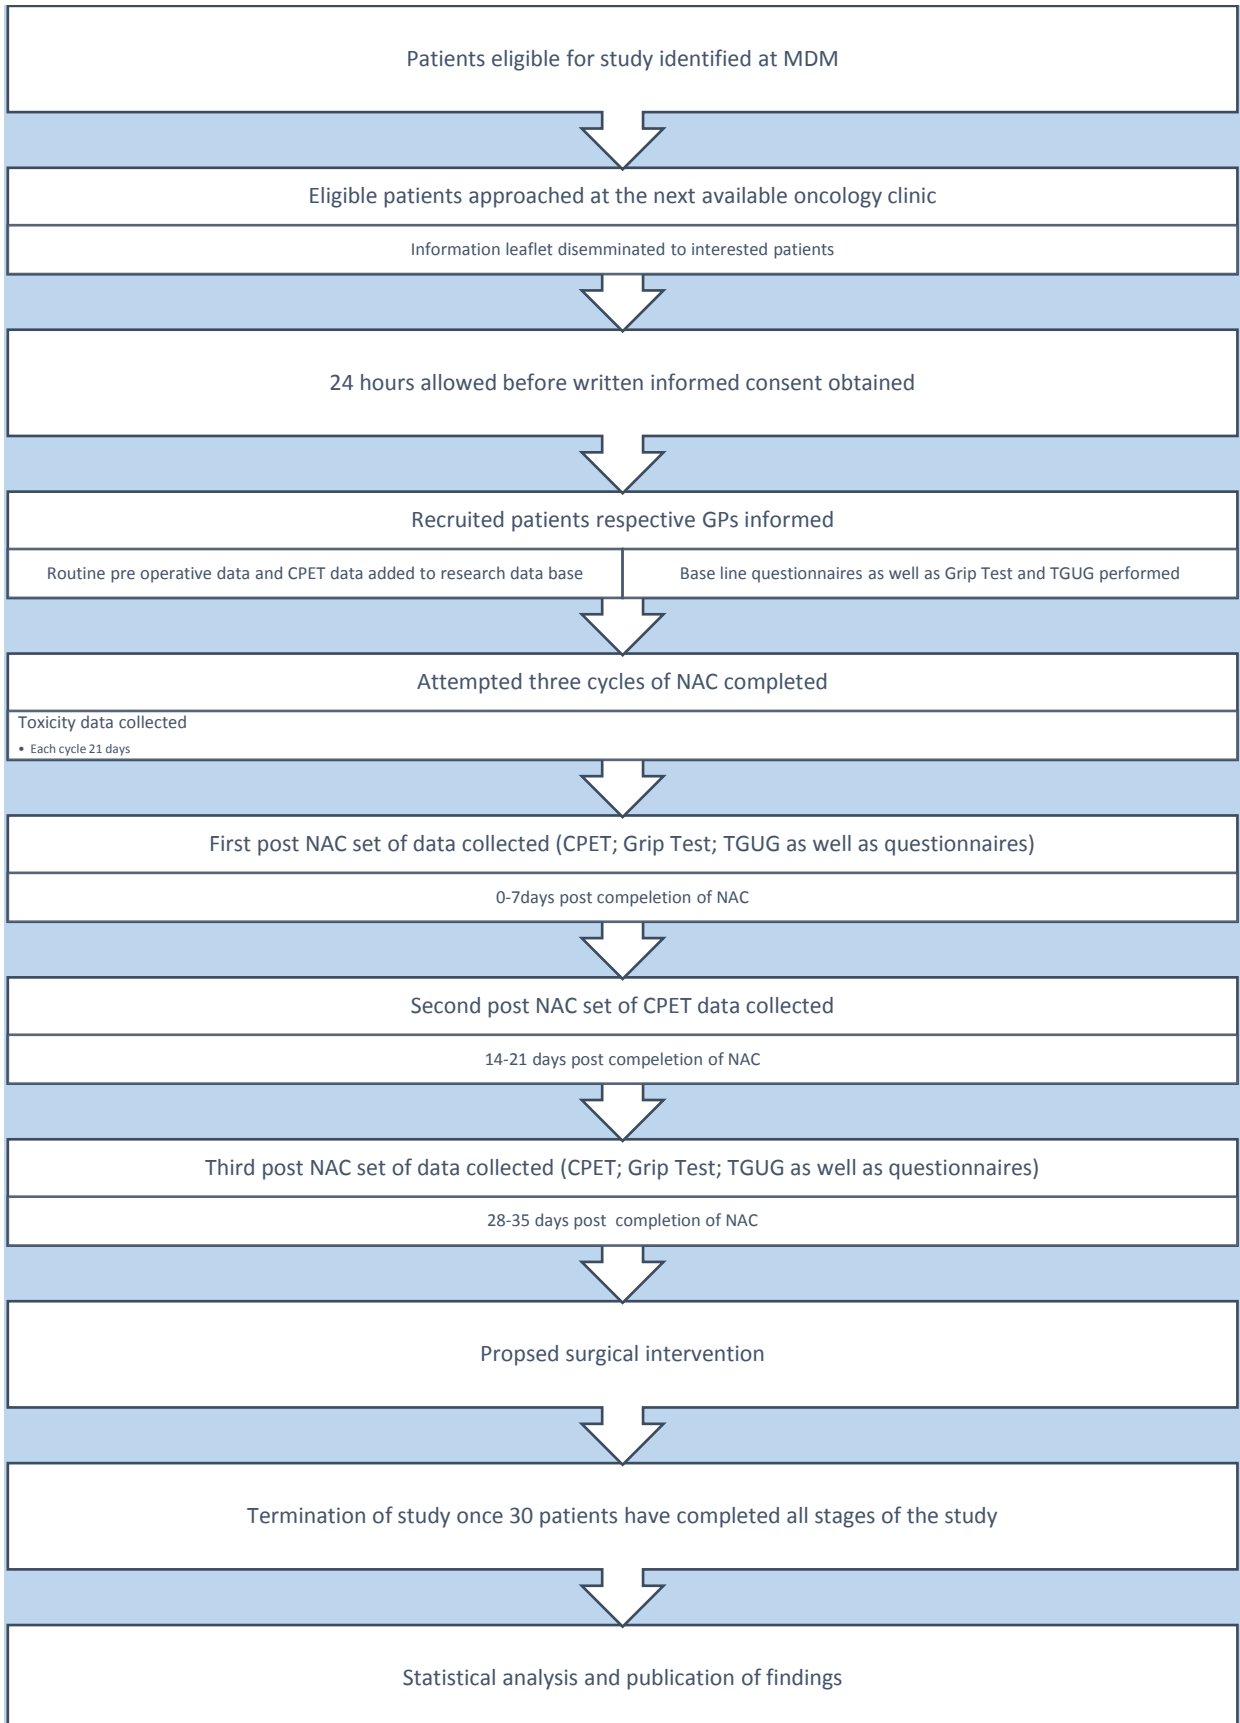 Patients eligible for study identified at MDM
Eligible patients approached at the next available oncology clinic
Information leaflet disemminated to interested patients
24 hours allowed before written informed consent obtained
Recruited patients respective GPs informed
Routine pre operative data and CPET data added to research data base
Base line questionnaires as well as Grip Test and TGUG performed
Attempted three cycles of NAC completed
Toxicity data collected
• Each cycle 21 days
First post NAC set of data collected (CPET; Grip Test; TGUG as well as questionnaires)
0-7days post compeletion of NAC
Second post NAC set of CPET data collected
14-21 days post compeletion of NAC
Third post NAC set of data collected (CPET; Grip Test; TGUG as well as questionnaires)
28-35 days post completion of NAC
Propsed surgical intervention
Termination of study once 30 patients have completed all stages of the study
Statistical analysis and publication of findings